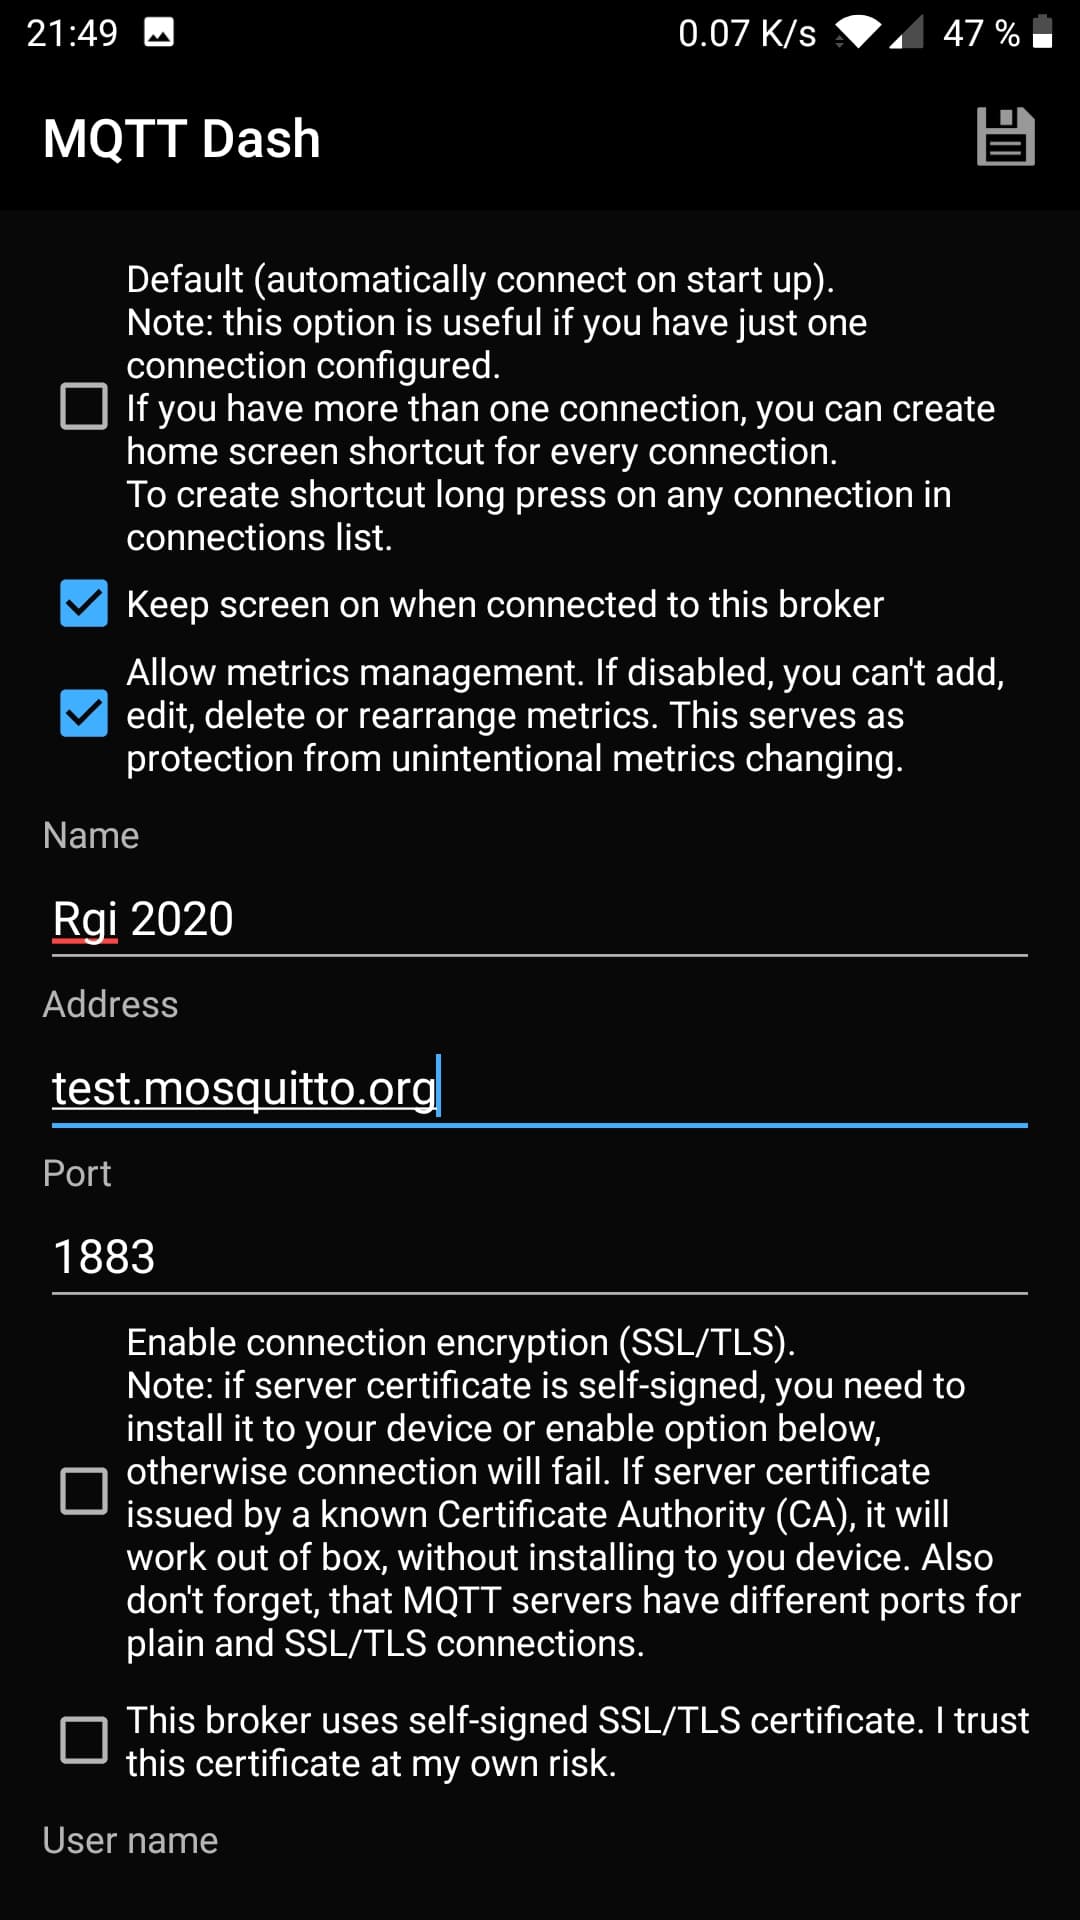 21:49 0.07 K/s 47 %
MQTT Dash
Default (automatically connect on start up).
Note: this option is useful if you have just one
connection configured.
If you have more than one connection, you can create
home screen shortcut for every connection.
To create shortcut long press on any connection in
connections list.
Keep screen on when connected to this broker
Allow metrics management. If disabled, you can't add,
edit, delete or rearrange metrics. This serves as
protection from unintentional metrics changing.
Name
Rgi 2020
Address
test.mosquitto.org
Port
1883
Enable connection encryption (SSL/TLS).
Note: if server certificate is self-signed, you need to
install it to your device or enable option below,
otherwise connection will fail. If server certificate
issued by a known Certificate Authority (CA), it will
work out of box, without installing to you device. Also
don't forget, that MQTT servers have different ports for
plain and SSL/TLS connections.
This broker uses self-signed SSL/TLS certificate. I trust
this certificate at my own risk.
User name